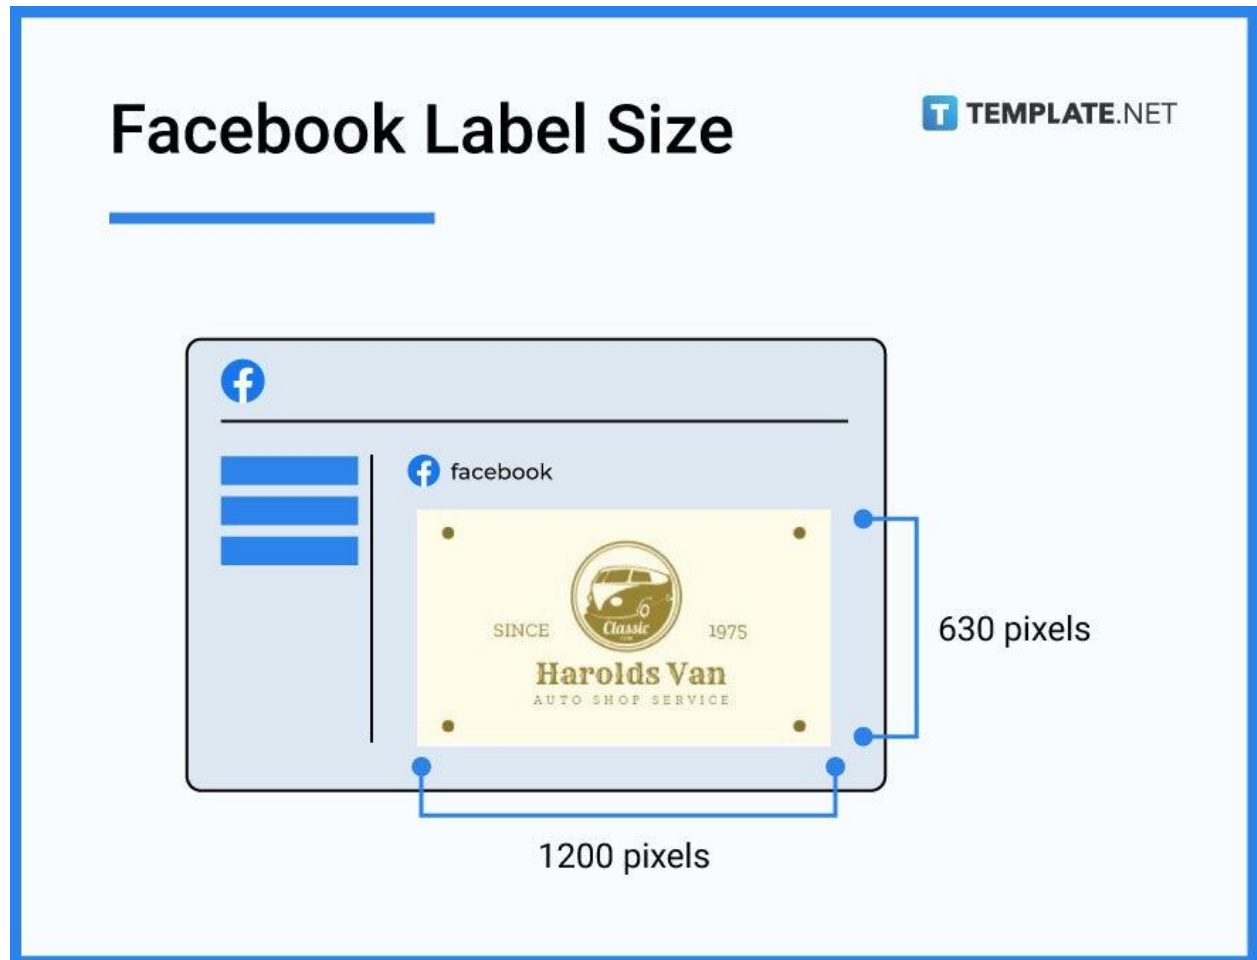 Facebook Label Size
T TEMPLATE.NET
facebook
SINCE
Classic
1975
Harolds Van
AUTO SHOP SERVICE
630 pixels
1200 pixels